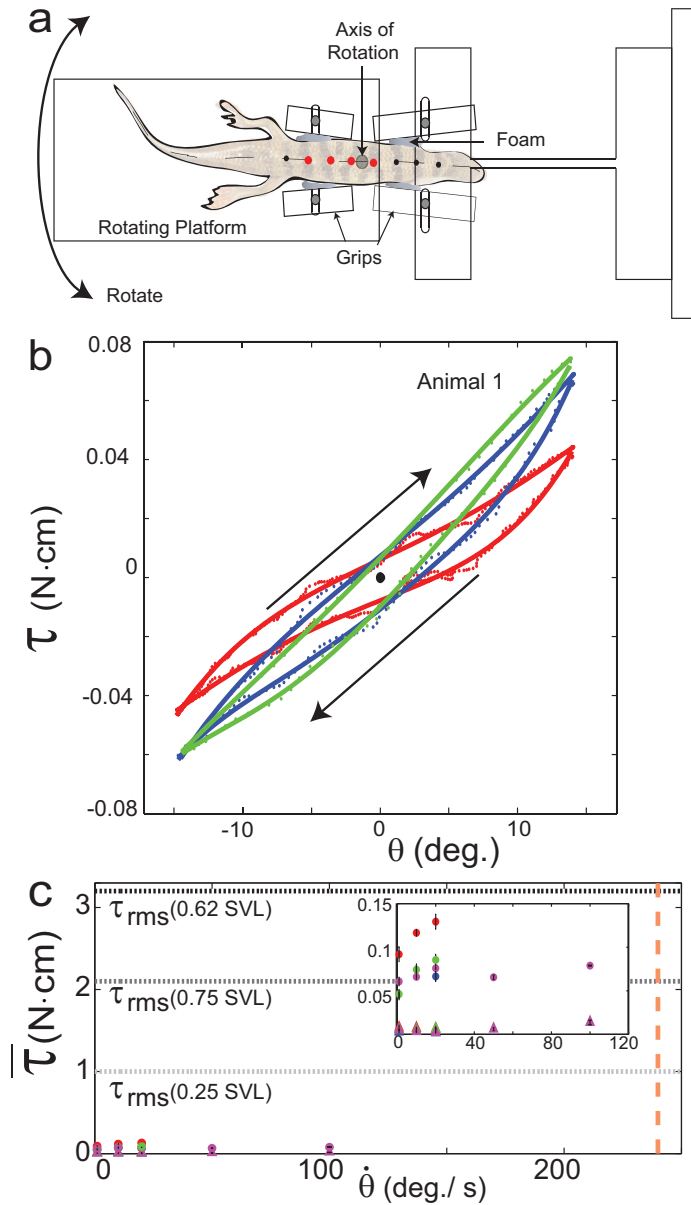 a
Axis of
Rotation
Foam
Rotating Platform
Grips
Rotate
b
0.08
Animal 1
0.04
0
-0.04
-0.08
τ (N·cm)
-10 0 10
θ (deg.)
c
3
2
1
0
τ̅ (N·cm)
τrms(0.62 SVL)
τrms(0.75 SVL)
τrms(0.25 SVL)
0.15
0.1
0.05
0 40 80 120
0 100 200
θ̇ (deg./ s)